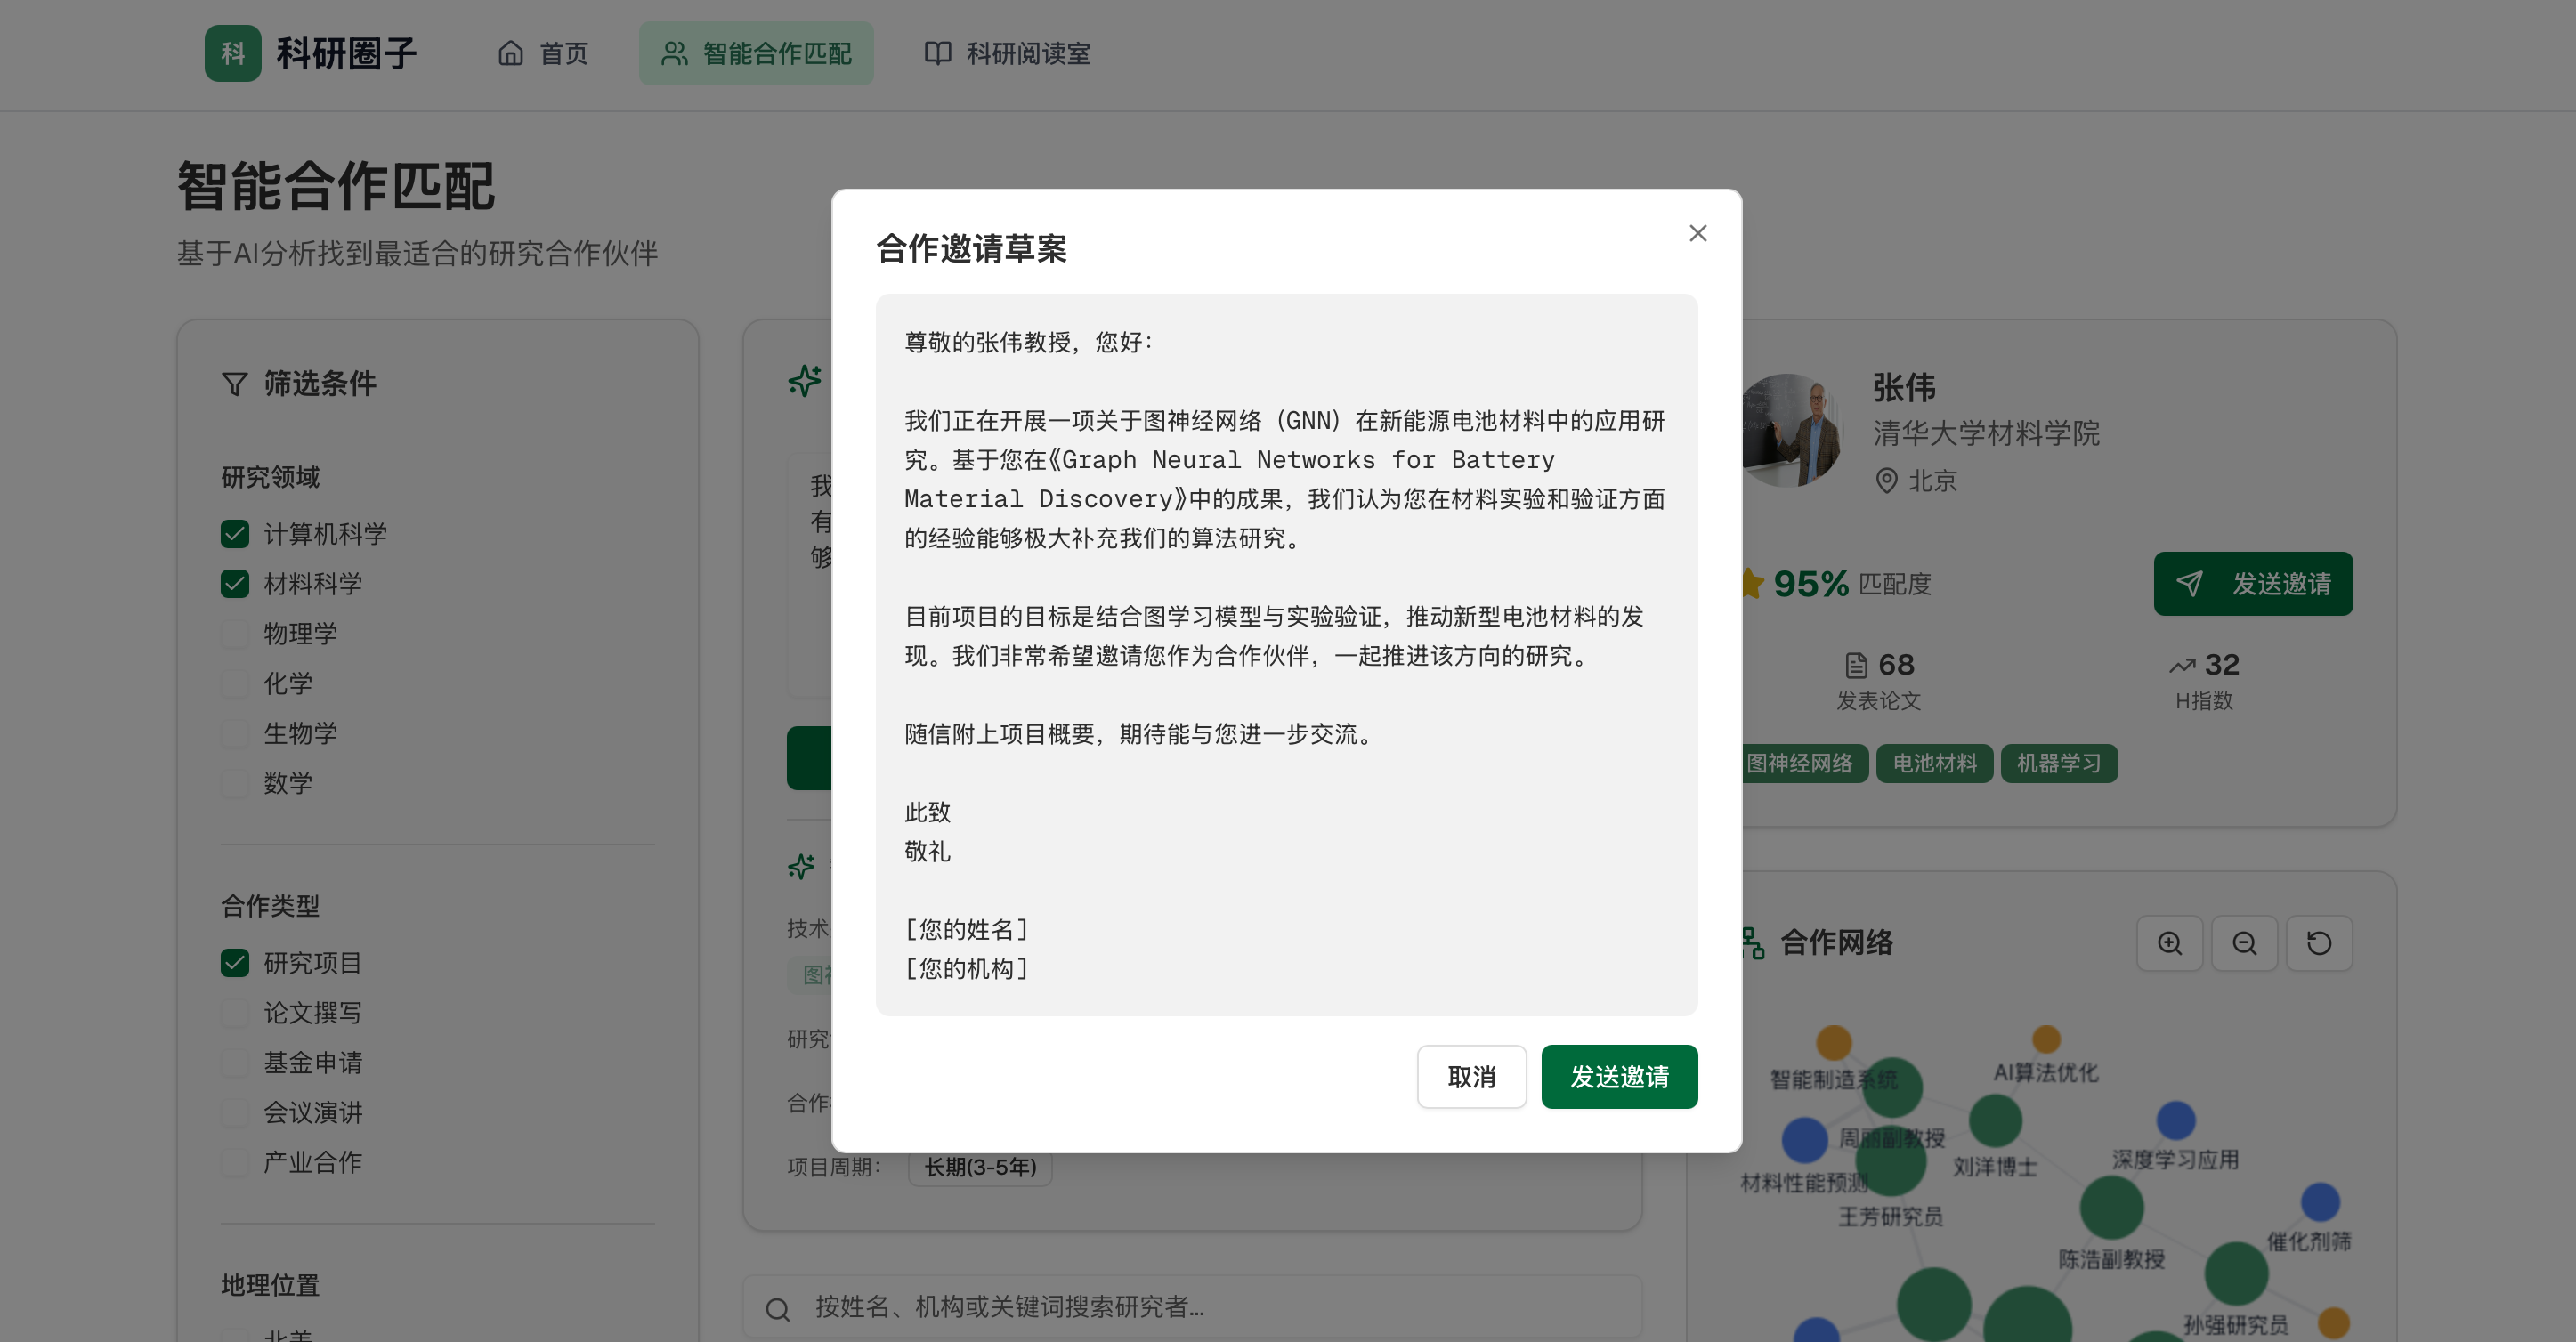 科 科研圈子 首页 智能合作匹配 科研阅读室
智能合作匹配
基于AI分析找到最适合的研究合作伙伴
筛选条件
研究领域
计算机科学
材料科学
物理学
化学
生物学
数学
合作类型
研究项目
论文撰写
基金申请
会议演讲
产业合作
地理位置
我
有
够
技术
研究
合作
项目周期： 长期(3-5年)
按姓名、机构或关键词搜索研究者...
合作邀请草案
尊敬的张伟教授，您好：
我们正在开展一项关于图神经网络（GNN）在新能源电池材料中的应用研
究。基于您在《Graph Neural Networks for Battery
Material Discovery》中的成果，我们认为您在材料实验和验证方面
的经验能够极大补充我们的算法研究。
目前项目的目标是结合图学习模型与实验验证，推动新型电池材料的发
现。我们非常希望邀请您作为合作伙伴，一起推进该方向的研究。
随信附上项目概要，期待能与您进一步交流。
此致
敬礼
[您的姓名]
[您的机构]
取消 发送邀请
张伟
清华大学材料学院
北京
95% 匹配度 发送邀请
68 32
发表论文 H指数
图神经网络 电池材料 机器学习
合作网络
智能制造系统 AI算法优化
周丽副教授
刘洋博士 深度学习应用
材料性能预测
王芳研究员
陈浩副教授 催化剂筛
孙强研究员